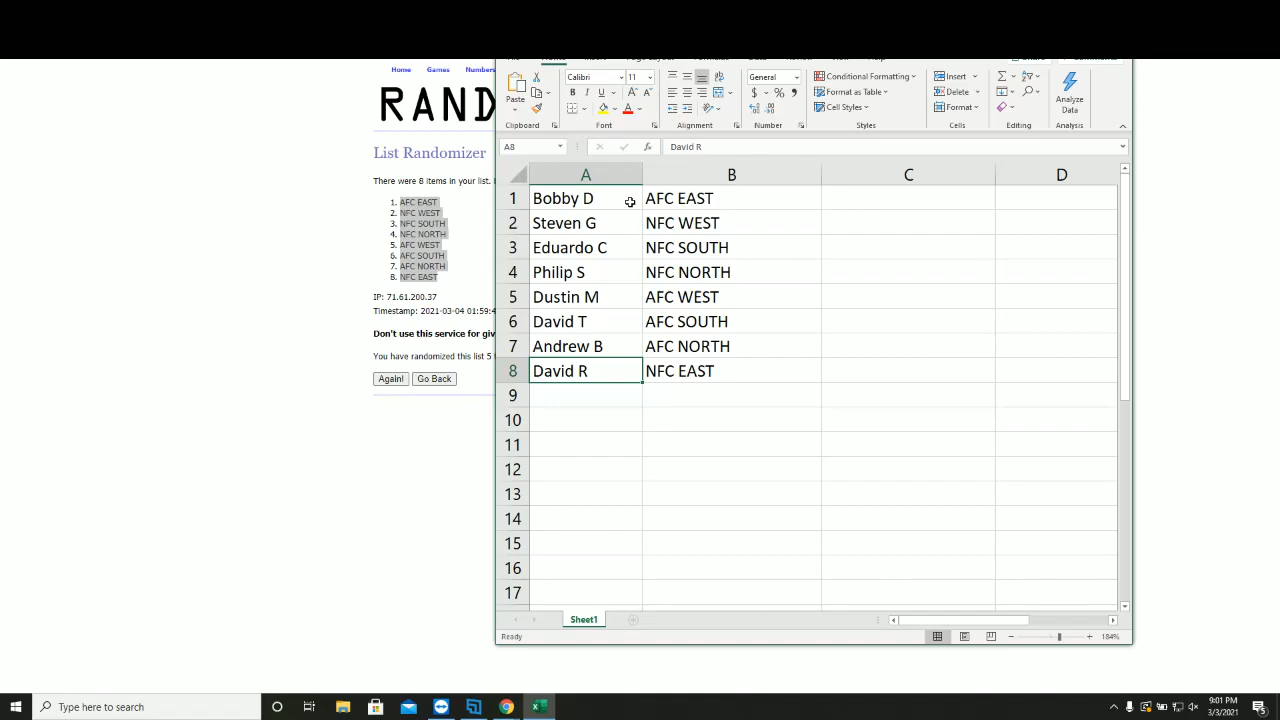 Home Games Numbers
RAND
List Randomizer
There were 8 items in your list.
1. AFC EAST
2. NFC WEST
3. NFC SOUTH
4. NFC NORTH
5. AFC WEST
6. AFC SOUTH
7. AFC NORTH
8. NFC EAST
IP: 71.61.200.37
Timestamp: 2021-03-04 01:59:4
Don't use this service for giv
You have randomized this list 5
Again! Go Back
Calibri 11 General Conditional Formatting Insert
Paste Format as Table Delete Analyze
Cell Styles Format Data
Clipboard Font Alignment Number Styles Cells Editing Analysis
A8 fx David R
A B C D
1 Bobby D AFC EAST
2 Steven G NFC WEST
3 Eduardo C NFC SOUTH
4 Philip S NFC NORTH
5 Dustin M AFC WEST
6 David T AFC SOUTH
7 Andrew B AFC NORTH
8 David R NFC EAST
9
10
11
12
13
14
15
16
17
Sheet1
Ready 184%
Type here to search
9:01 PM
3/3/2021
5